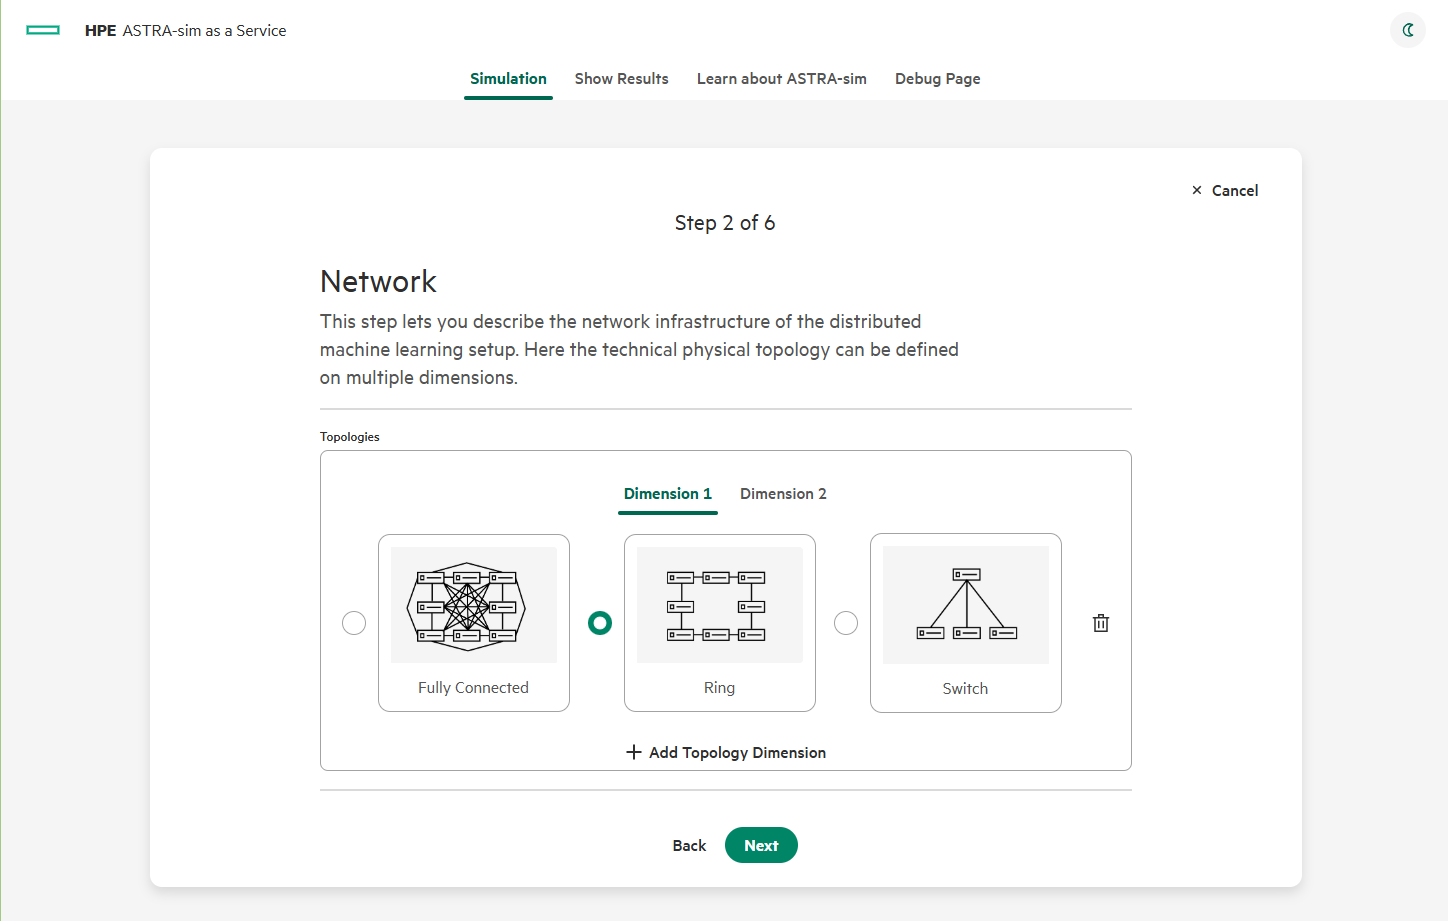 HPE ASTRA-sim as a Service
Simulation Show Results Learn about ASTRA-sim Debug Page
Cancel
Step 2 of 6
Network
This step lets you describe the network infrastructure of the distributed
machine learning setup. Here the technical physical topology can be defined
on multiple dimensions.
Topologies
Dimension 1 Dimension 2
Fully Connected Ring Switch
Add Topology Dimension
Back Next